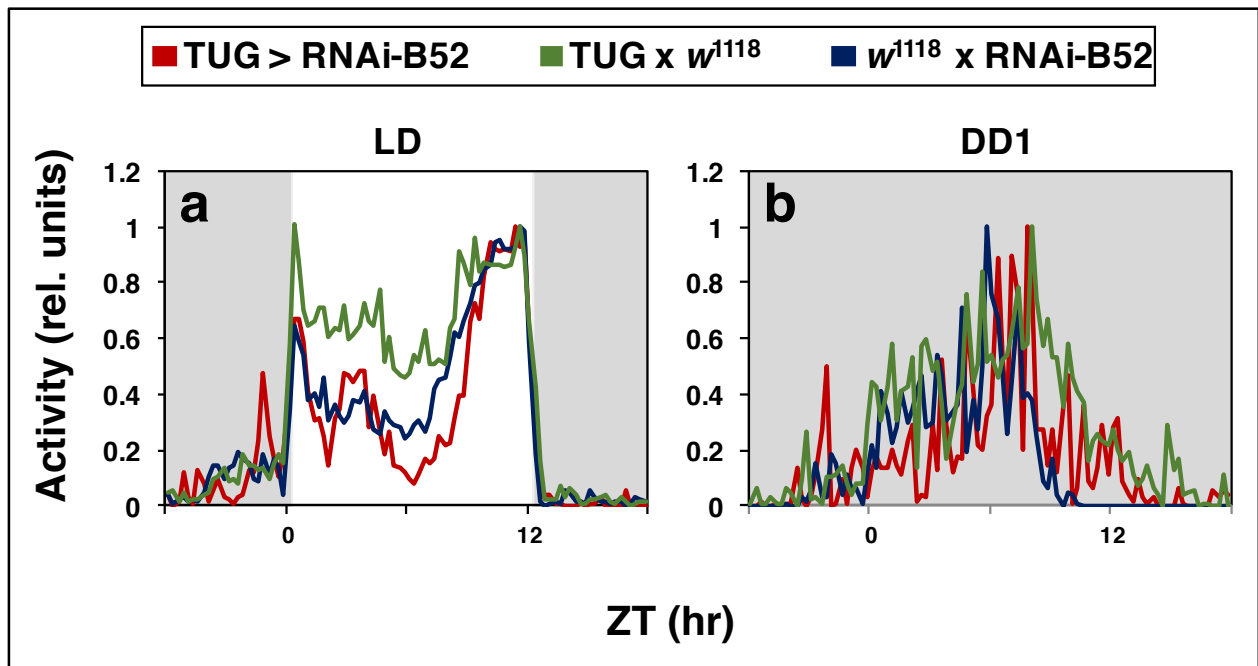 TUG > RNAi-B52 TUG x w¹¹¹⁸ w¹¹¹⁸ x RNAi-B52
LD DD1
Activity (rel. units)
1.2 1.2
a b
1 1
0.8 0.8
0.6 0.6
0.4 0.4
0.2 0.2
0 0
0 12 0 12
ZT (hr)